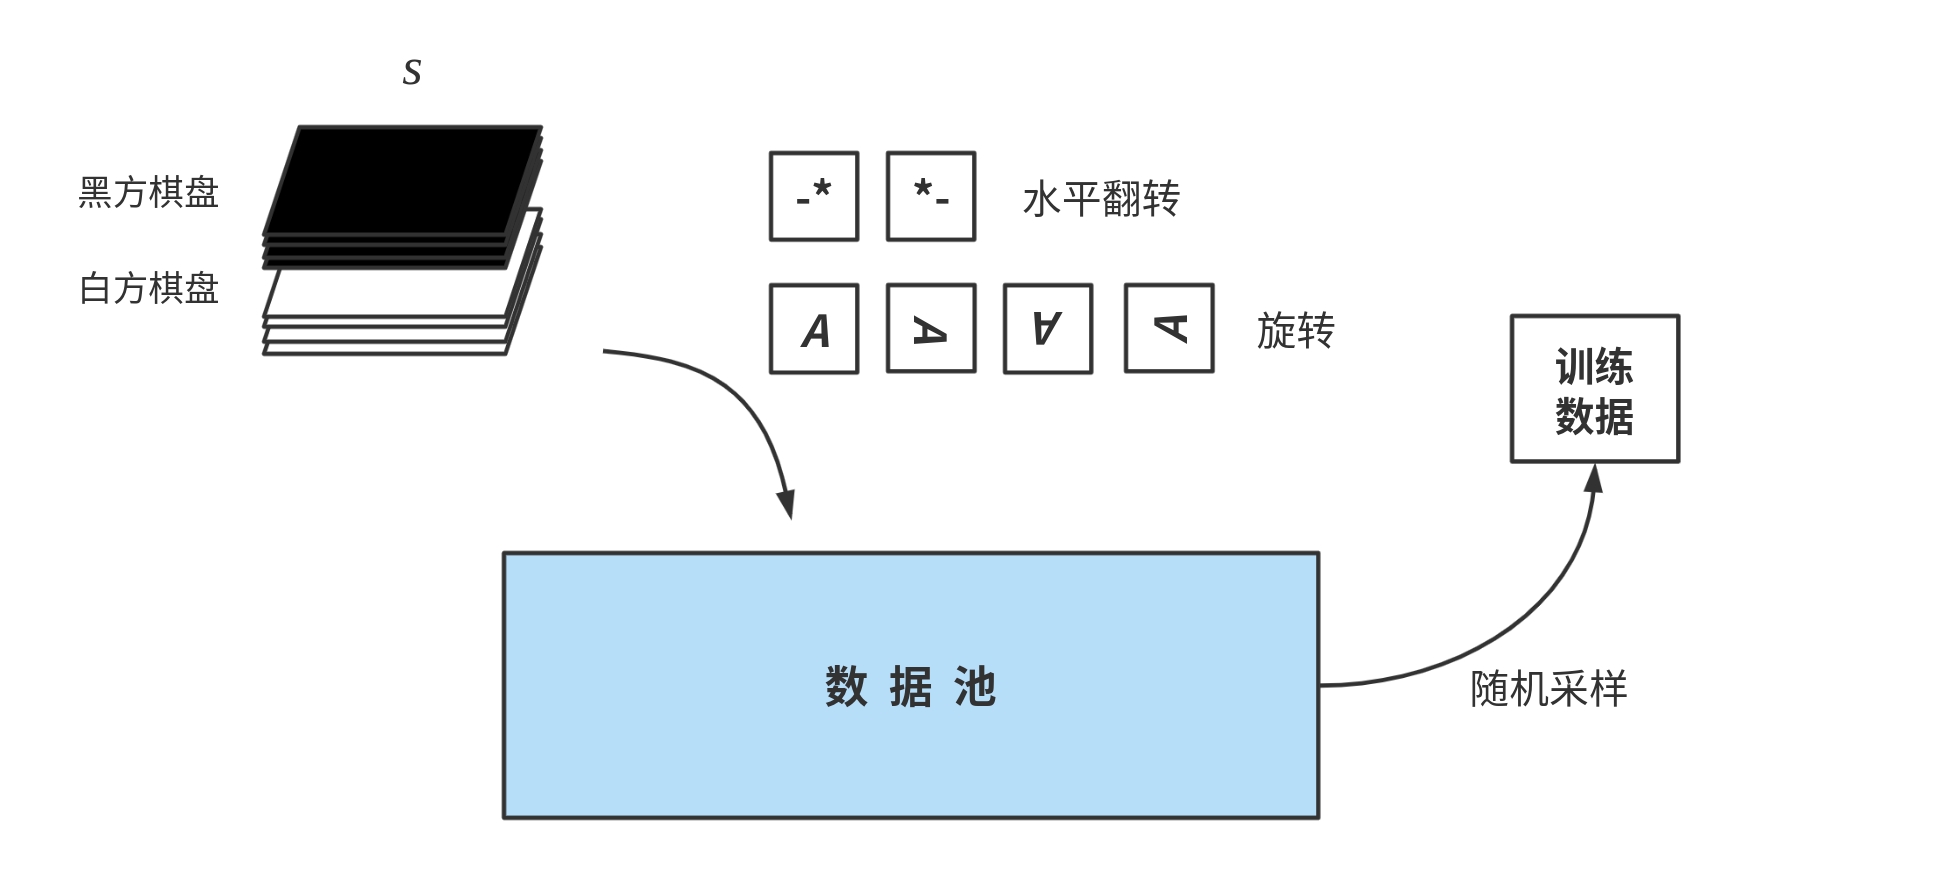 s
黑方棋盘
白方棋盘
-* *- 水平翻转
A A A A 旋转
训练
数据
数据池
随机采样